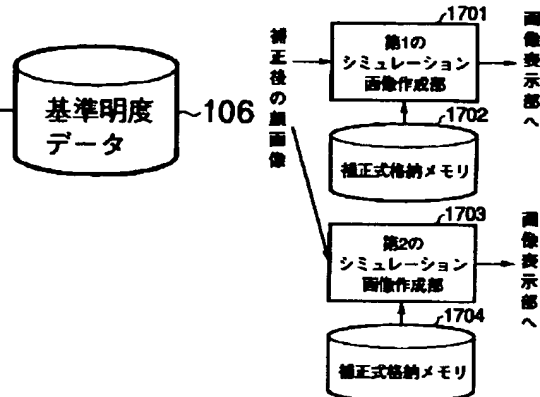 基準明度
データ
106
補正後の顔画像
1701
第1の
シミュレーション
画像作成部
画像表示部へ
1702
補正式格納メモリ
1703
第2の
シミュレーション
画像作成部
画像表示部へ
1704
補正式格納メモリ